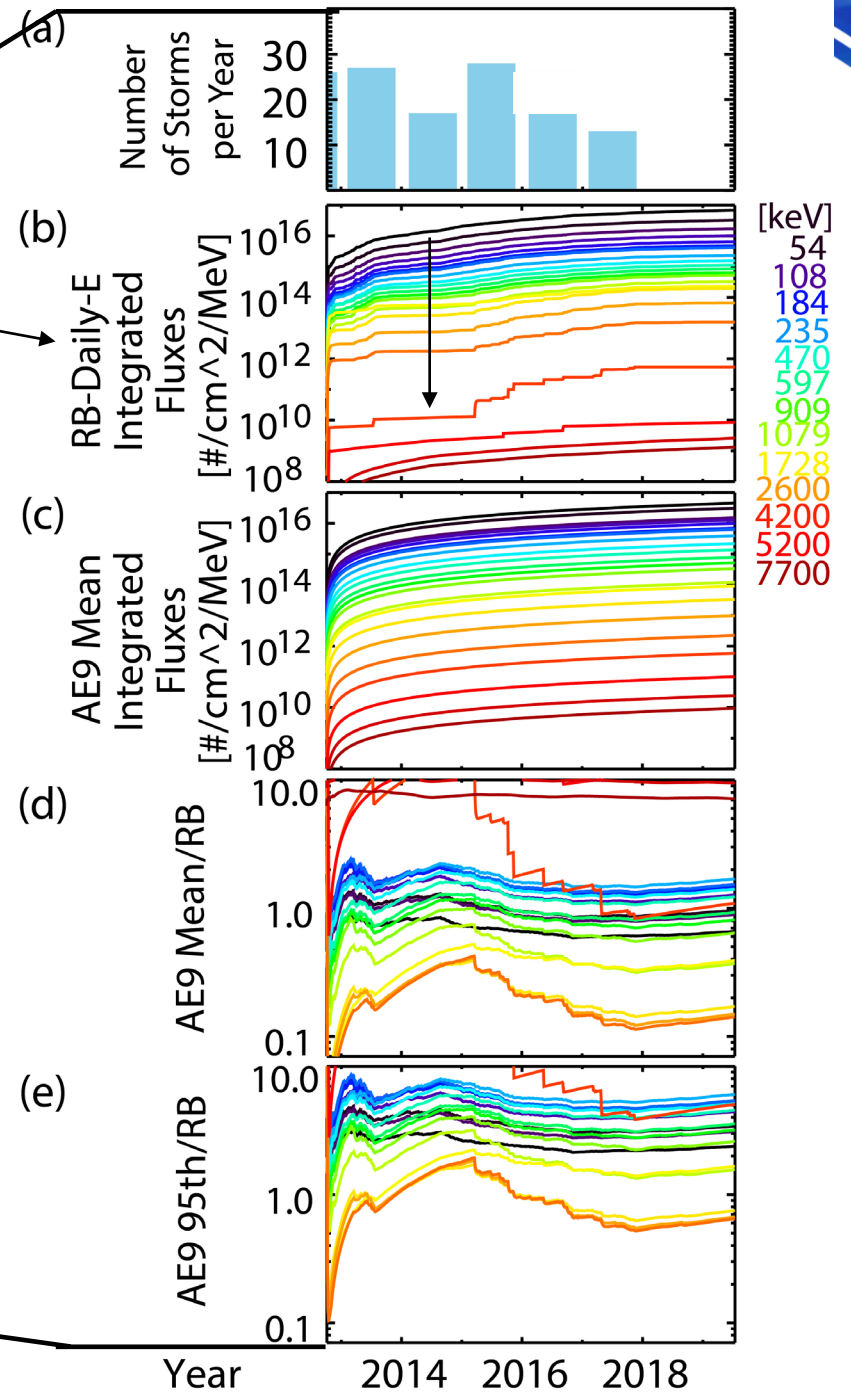 (a)
Number
of Storms
per Year
30
20
10
(b)
RB-Daily-E
Integrated
Fluxes
[#/cm^2/MeV]
10^16
10^14
10^12
10^10
10^8
[keV]
54
108
184
235
470
597
909
1079
1728
2600
4200
5200
7700
(c)
AE9 Mean
Integrated
Fluxes
[#/cm^2/MeV]
10^16
10^14
10^12
10^10
10^8
(d)
AE9 Mean/RB
10.0
1.0
0.1
(e)
AE9 95th/RB
10.0
1.0
0.1
Year
2014
2016
2018